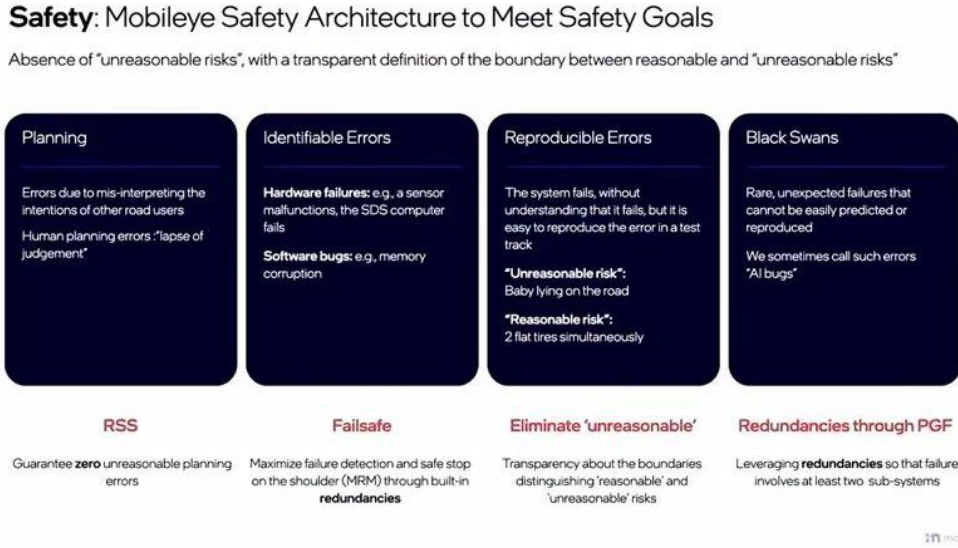 Safety: Mobileye Safety Architecture to Meet Safety Goals
Absence of “unreasonable risks”, with a transparent definition of the boundary between reasonable and “unreasonable risks”
Planning
Errors due to mis-interpreting the
intentions of other road users
Human planning errors :“lapse of
judgement”
RSS
Guarantee zero unreasonable planning
errors
Identifiable Errors
Hardware failures: e.g., a sensor
malfunctions, the SDS computer
fails
Software bugs: e.g., memory
corruption
Failsafe
Maximize failure detection and safe stop
on the shoulder (MRM) through built-in
redundancies
Reproducible Errors
The system fails, without
understanding that it fails, but it is
easy to reproduce the error in a test
track
“Unreasonable risk”:
Baby lying on the road
“Reasonable risk”:
2 flat tires simultaneously
Eliminate ‘unreasonable’
Transparency about the boundaries
distinguishing ‘reasonable’ and
‘unreasonable’ risks
Black Swans
Rare, unexpected failures that
cannot be easily predicted or
reproduced
We sometimes call such errors
“AI bugs”
Redundancies through PGF
Leveraging redundancies so that failure
involves at least two sub-systems